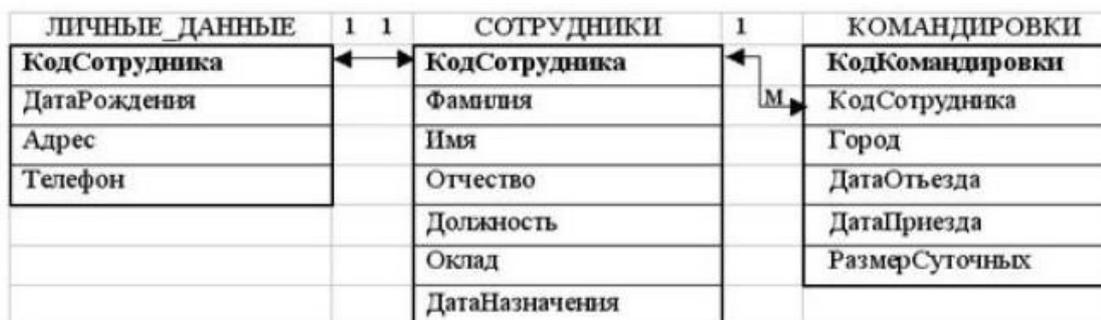 ЛИЧНЫЕ_ДАННЫЕ 1 1 СОТРУДНИКИ 1 КОМАНДИРОВКИ
КодСотрудника КодСотрудника КодКомандировки
ДатаРождения Фамилия М КодСотрудника
Адрес Имя Город
Телефон Отчество ДатаОтъезда
Должность ДатаПриезда
Оклад РазмерСуточных
ДатаНазначения